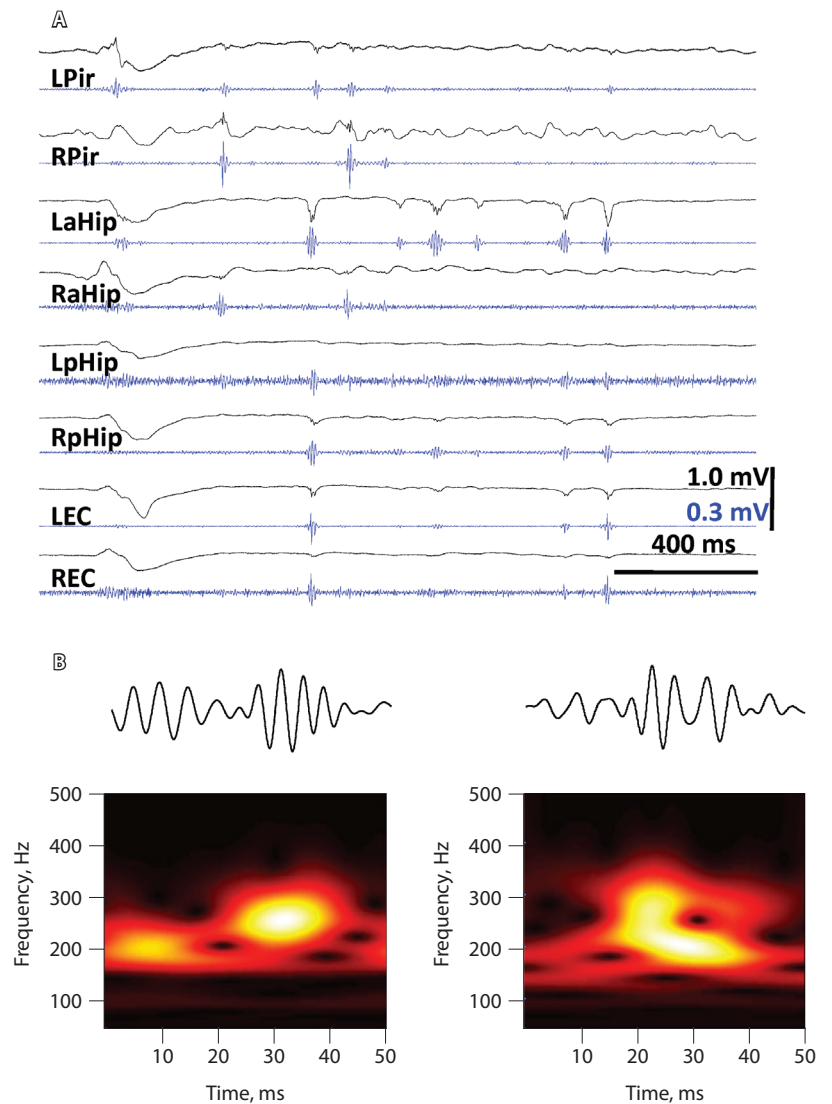 A
LPir
RPir
LaHip
RaHip
LpHip
RpHip
LEC
REC
1.0 mV
0.3 mV
400 ms
B
500
400
300
200
100
Frequency, Hz
10 20 30 40 50
Time, ms
500
400
300
200
100
Frequency, Hz
10 20 30 40 50
Time, ms